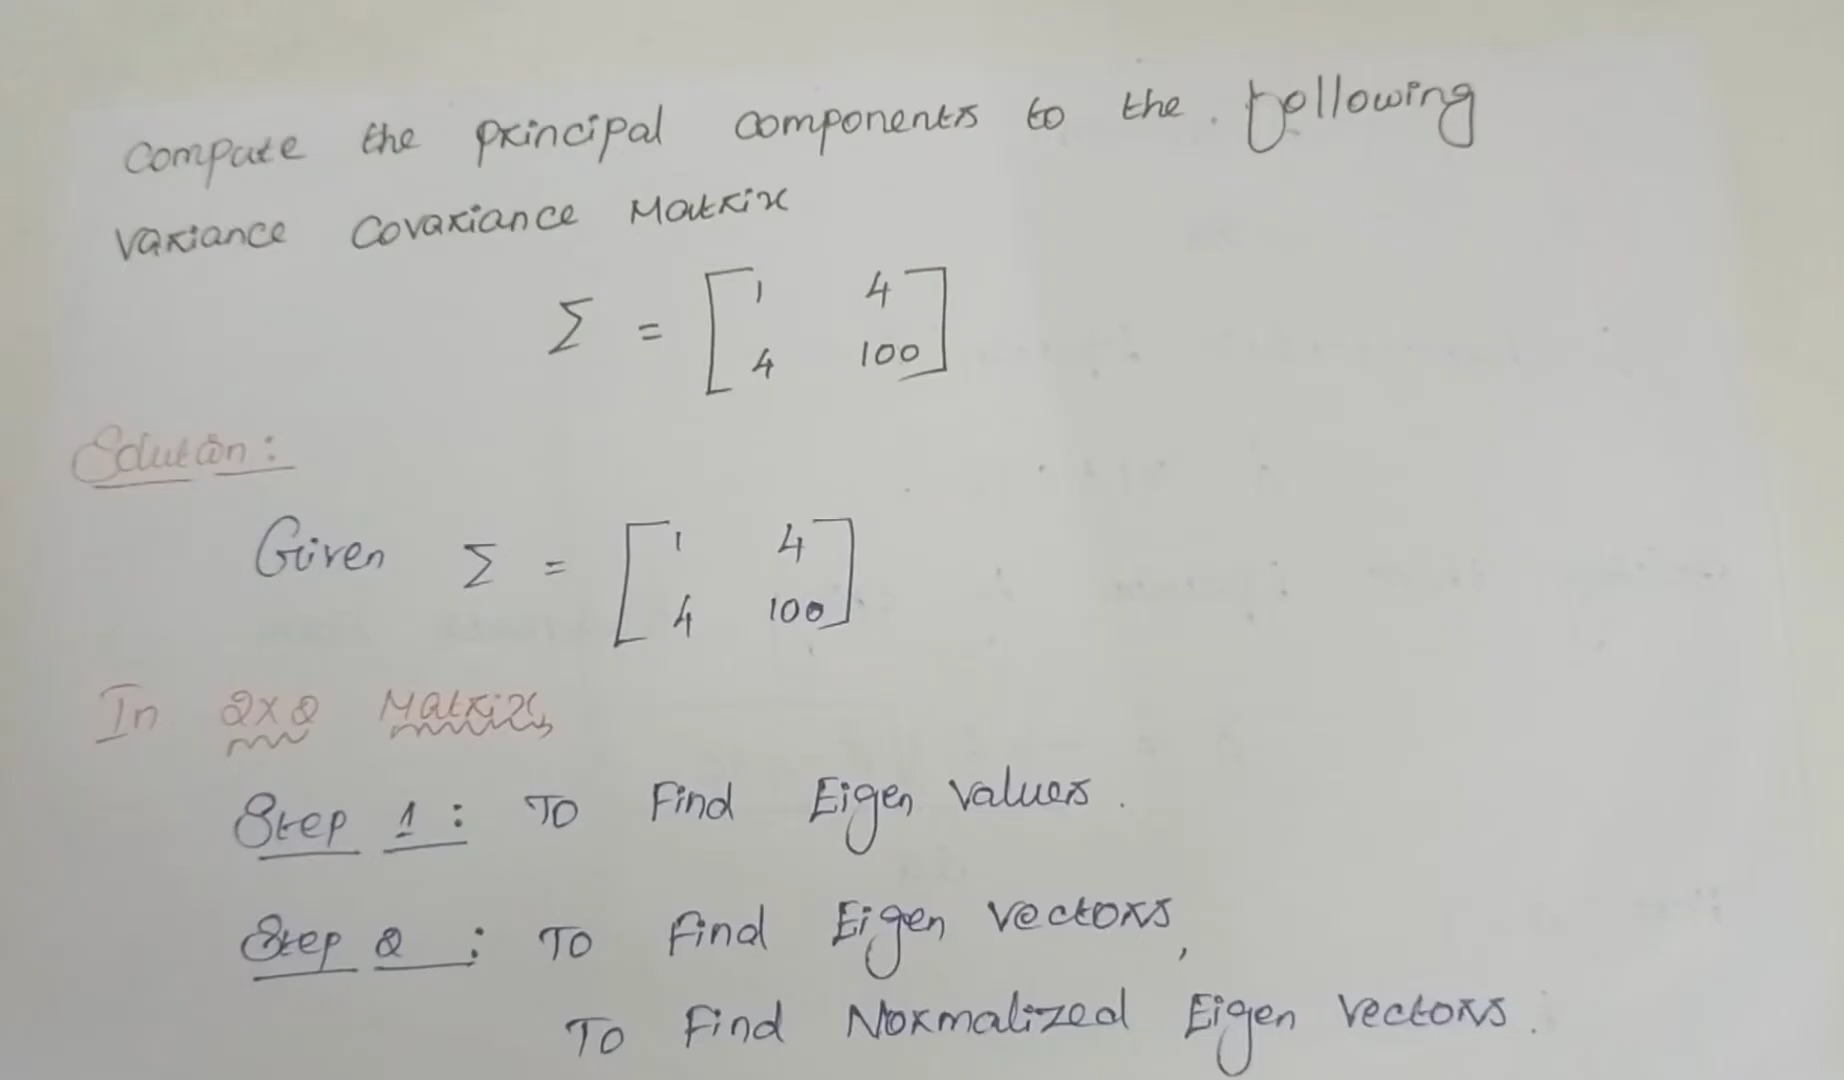 Compute the principal components to the following
Variance Covariance Matrix
Σ = [ 1 4
4 100 ]
Solution:
Given Σ = [ 1 4
4 100 ]
In 2x2 Matrix,
Step 1 : To Find Eigen values.
Step 2 : To Find Eigen vectors,
To Find Normalized Eigen vectors.